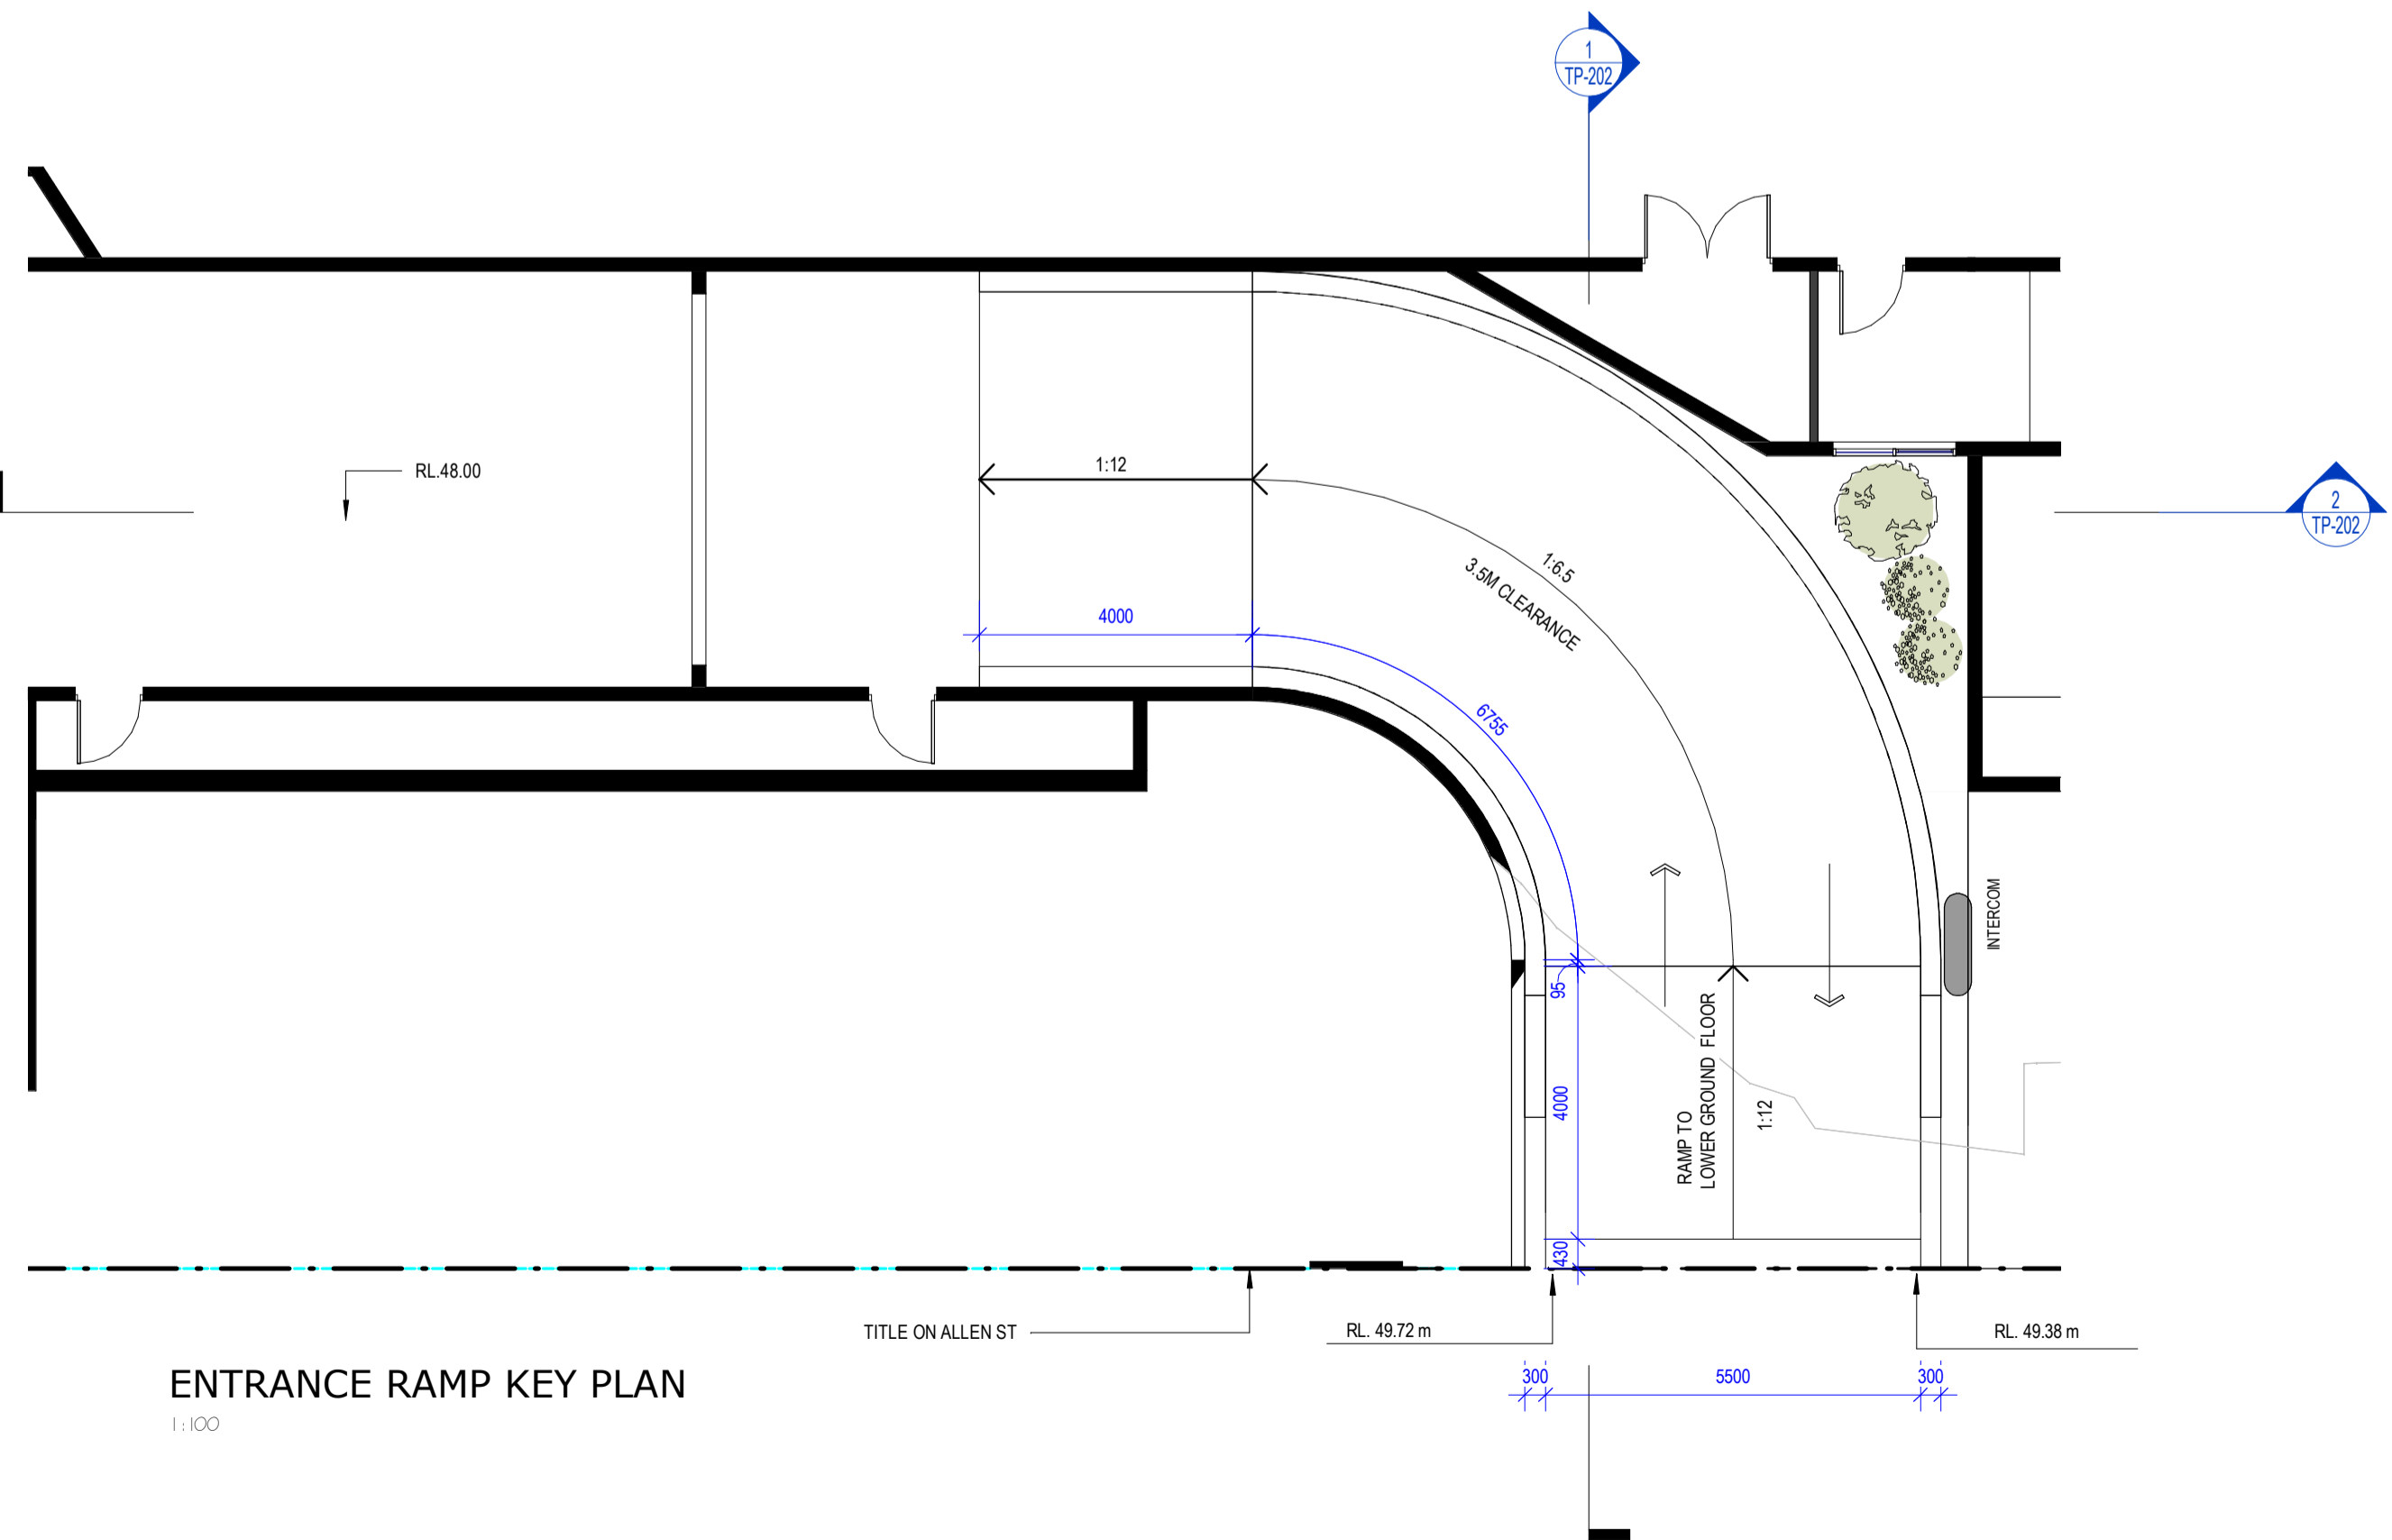 1
TP-202
RL.48.00
1:12
2
TP-202
1:6.5
3.5M CLEARANCE
4000
6755
INTERCOM
95
RAMP TO
LOWER GROUND FLOOR
4000
1:12
430
TITLE ON ALLEN ST
RL. 49.72 m
RL. 49.38 m
ENTRANCE RAMP KEY PLAN
1:100
300
5500
300